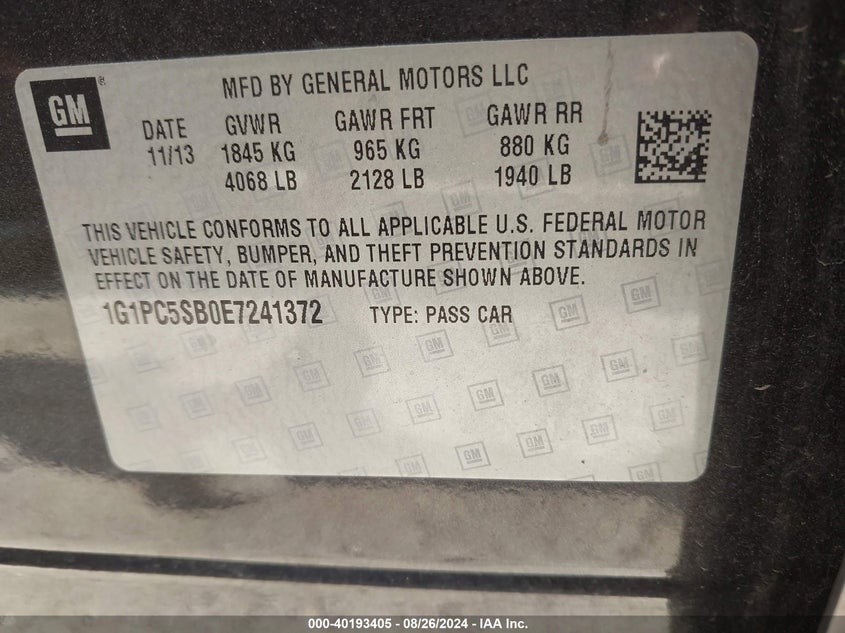 GM
MFD BY GENERAL MOTORS LLC
DATE GVWR GAWR FRT GAWR RR
11/13 1845 KG 965 KG 880 KG
4068 LB 2128 LB 1940 LB
THIS VEHICLE CONFORMS TO ALL APPLICABLE U.S. FEDERAL MOTOR
VEHICLE SAFETY, BUMPER, AND THEFT PREVENTION STANDARDS IN
EFFECT ON THE DATE OF MANUFACTURE SHOWN ABOVE.
1G1PC5SB0E7241372 TYPE: PASS CAR
000-40193405 - 08/26/2024 - IAA Inc.